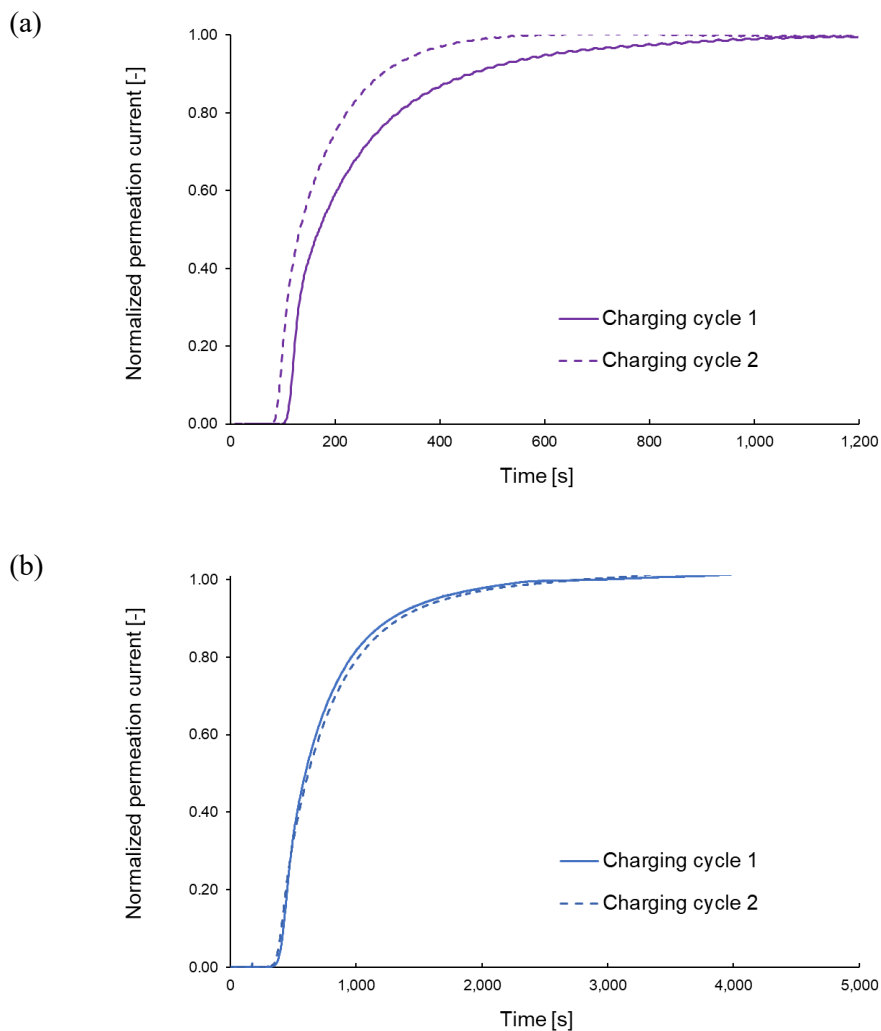 (a)
Normalized permeation current [-]
1.00
0.80
0.60
0.40
0.20
0.00
Charging cycle 1
Charging cycle 2
0 200 400 600 800 1,000 1,200
Time [s]
(b)
Normalized permeation current [-]
1.00
0.80
0.60
0.40
0.20
0.00
Charging cycle 1
Charging cycle 2
0 1,000 2,000 3,000 4,000 5,000
Time [s]